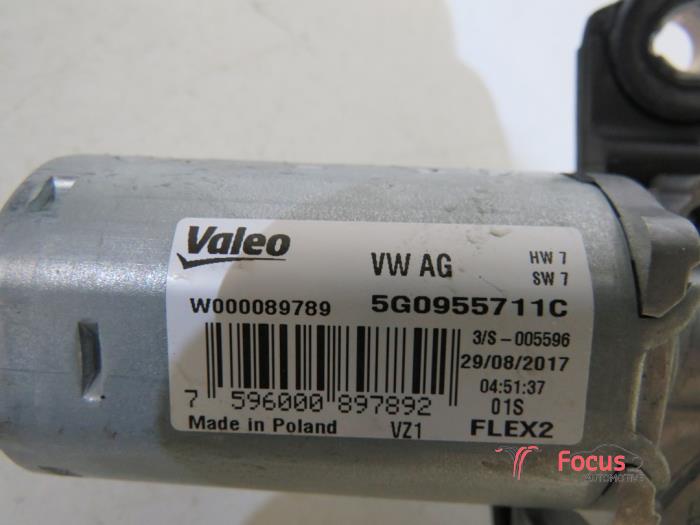 Valeo
VW AG
HW 7
SW 7
W000089789
5G0955711C
3/S-005596
29/08/2017
04:51:37
7 596000 897892
01S
Made in Poland
VZ1
FLEX2
Focus
AUTOMOTIVE